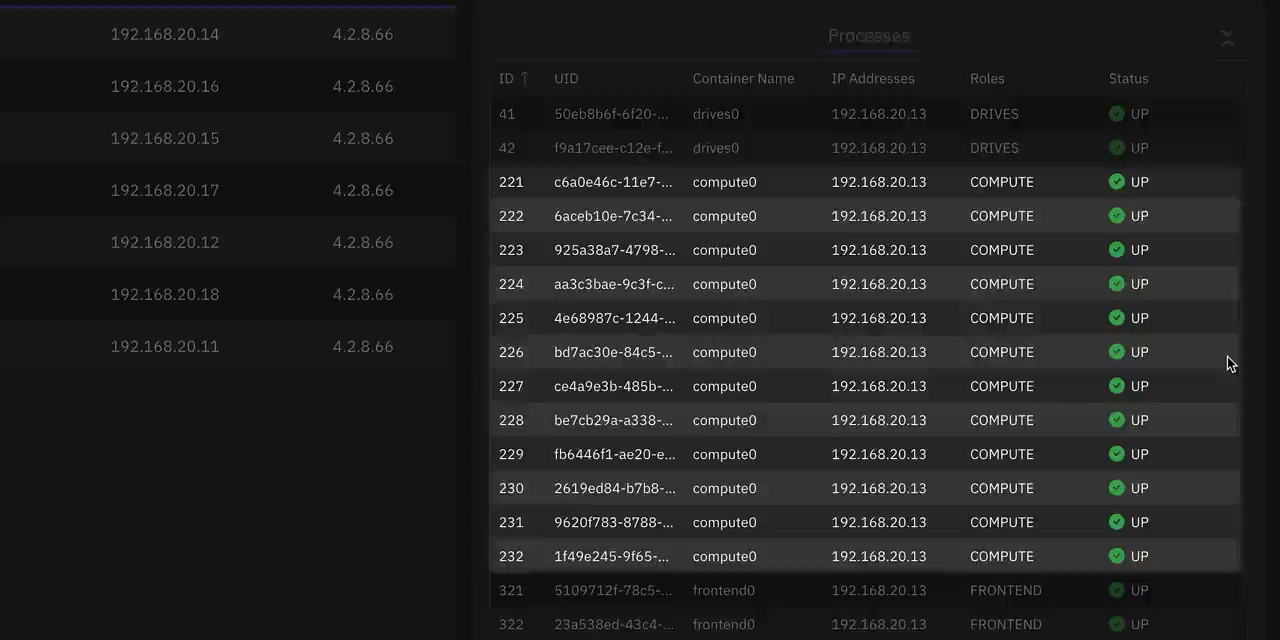 192.168.20.14 4.2.8.66
192.168.20.16 4.2.8.66
192.168.20.15 4.2.8.66
192.168.20.17 4.2.8.66
192.168.20.12 4.2.8.66
192.168.20.18 4.2.8.66
192.168.20.11 4.2.8.66
Processes
ID ↑ UID Container Name IP Addresses Roles Status
41 50eb8b6f-6f20-... drives0 192.168.20.13 DRIVES UP
42 f9a17cee-c12e-f... drives0 192.168.20.13 DRIVES UP
221 c6a0e46c-11e7-... compute0 192.168.20.13 COMPUTE UP
222 6aceb10e-7c34-... compute0 192.168.20.13 COMPUTE UP
223 925a38a7-4798-... compute0 192.168.20.13 COMPUTE UP
224 aa3c3bae-9c3f-c... compute0 192.168.20.13 COMPUTE UP
225 4e68987c-1244-... compute0 192.168.20.13 COMPUTE UP
226 bd7ac30e-84c5-... compute0 192.168.20.13 COMPUTE UP
227 ce4a9e3b-485b-... compute0 192.168.20.13 COMPUTE UP
228 be7cb29a-a338-... compute0 192.168.20.13 COMPUTE UP
229 fb6446f1-ae20-e... compute0 192.168.20.13 COMPUTE UP
230 2619ed84-b7b8-... compute0 192.168.20.13 COMPUTE UP
231 9620f783-8788-... compute0 192.168.20.13 COMPUTE UP
232 1f49e245-9f65-... compute0 192.168.20.13 COMPUTE UP
321 5109712f-78c5-... frontend0 192.168.20.13 FRONTEND UP
322 23a538ed-43c4-... frontend0 192.168.20.13 FRONTEND UP